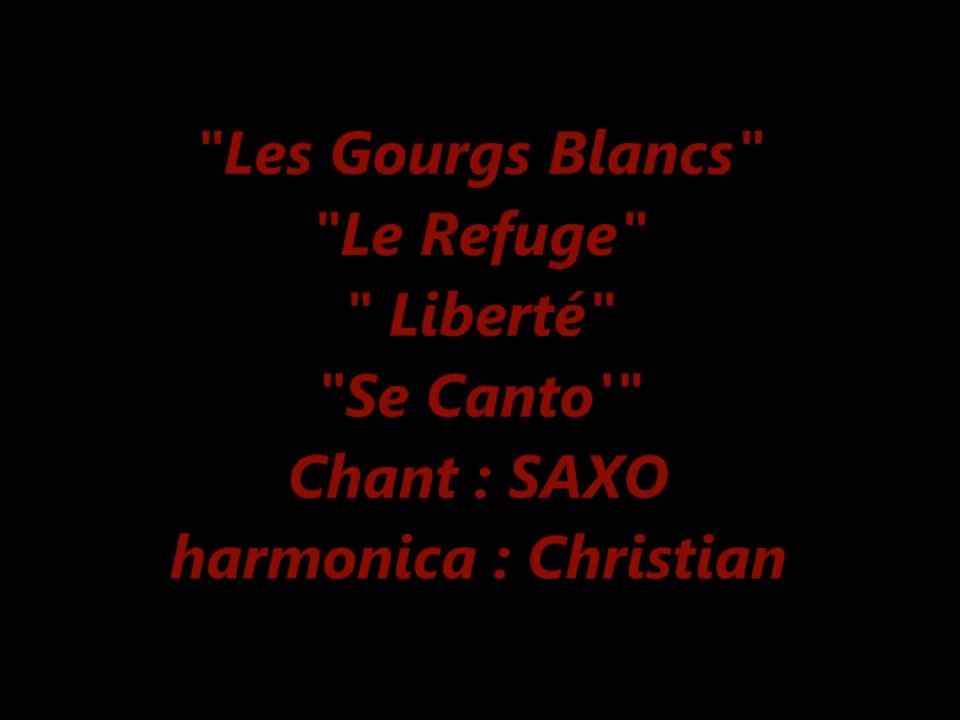 "Les Gourgs Blancs"
"Le Refuge"
" Liberté"
"Se Canto'"
Chant : SAXO
harmonica : Christian